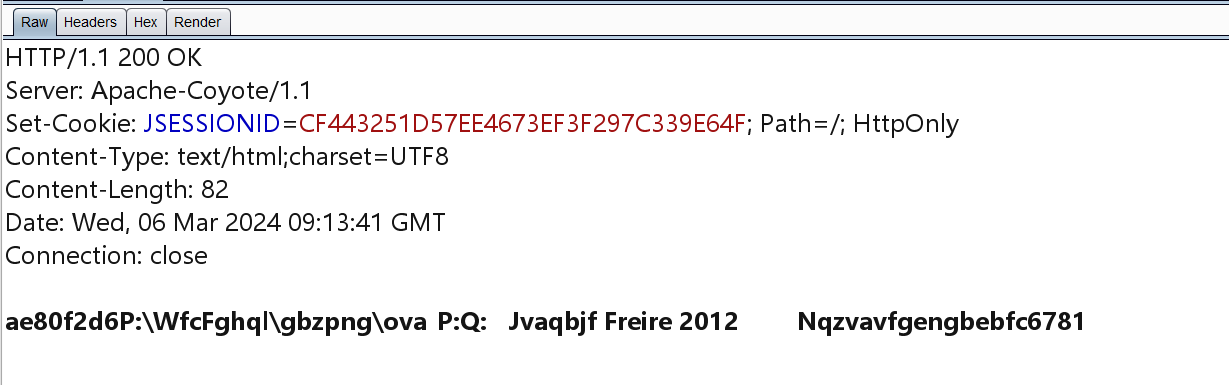 Raw Headers Hex Render
HTTP/1.1 200 OK
Server: Apache-Coyote/1.1
Set-Cookie: JSESSIONID=CF443251D57EE4673EF3F297C339E64F; Path=/; HttpOnly
Content-Type: text/html;charset=UTF8
Content-Length: 82
Date: Wed, 06 Mar 2024 09:13:41 GMT
Connection: close
ae80f2d6P:\WfcFghql\gbzpng\ova P:Q: Jvaqbjf Freire 2012 Nqzvavfgengbebfc6781